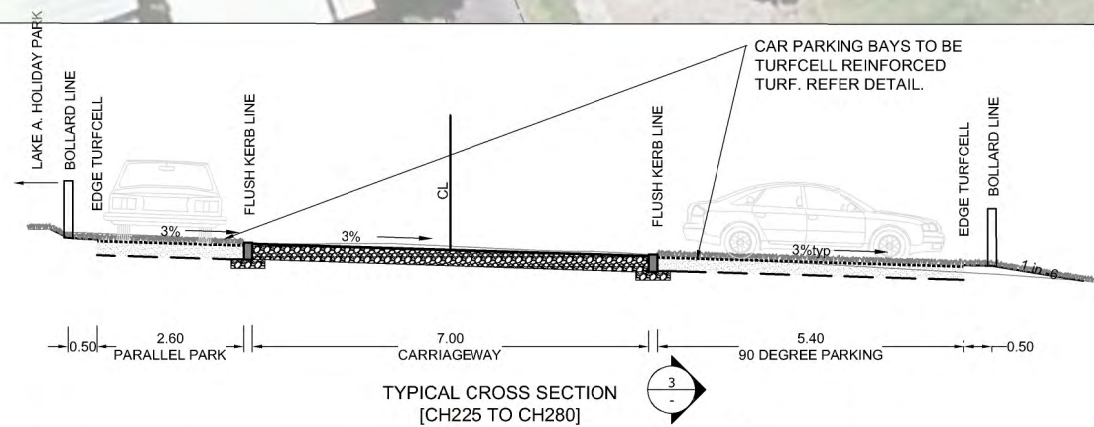 CAR PARKING BAYS TO BE
TURFCELL REINFORCED
TURF. REFER DETAIL.
LAKE A. HOLIDAY PARK
BOLLARD LINE
EDGE TURFCELL
FLUSH KERB LINE
CL
FLUSH KERB LINE
EDGE TURFCELL
BOLLARD LINE
3%
3%
3%typ
1 in 6
0.50
2.60
PARALLEL PARK
7.00
CARRIAGEWAY
5.40
90 DEGREE PARKING
0.50
TYPICAL CROSS SECTION
[CH225 TO CH280]
3
-